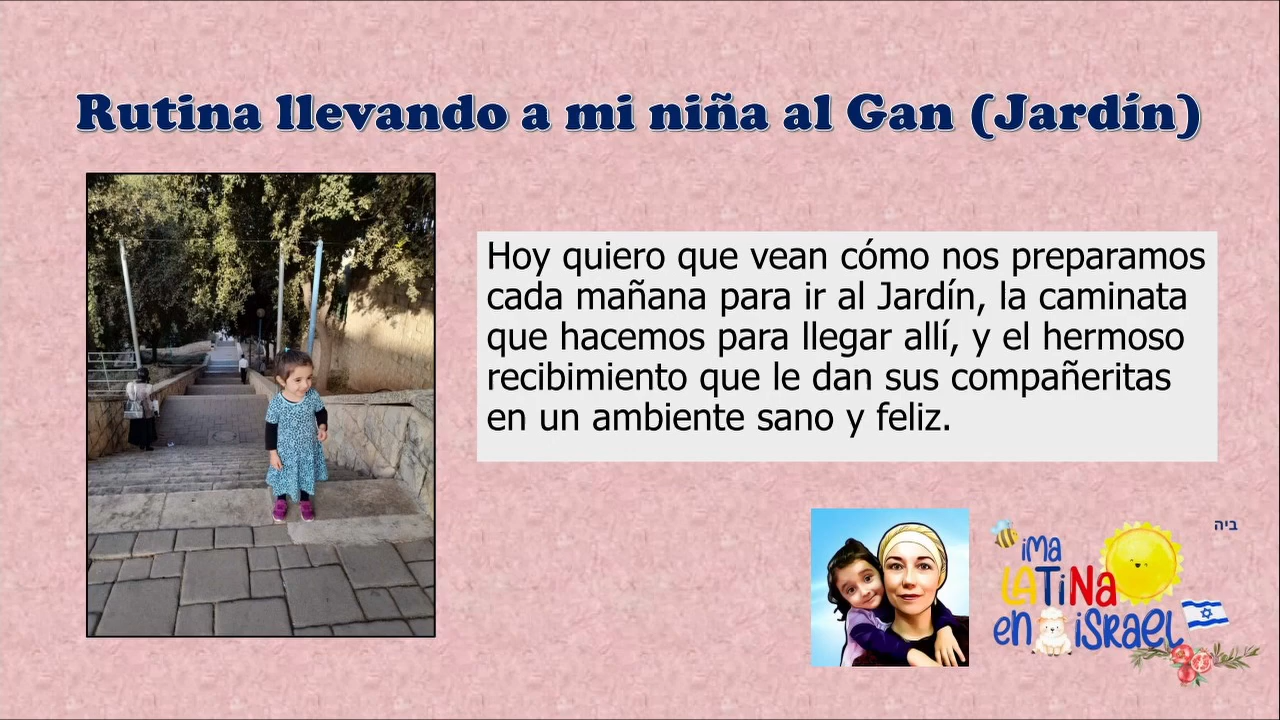 Rutina llevando a mi niña al Gan (Jardín)
Hoy quiero que vean cómo nos preparamos
cada mañana para ir al Jardín, la caminata
que hacemos para llegar allí, y el hermoso
recibimiento que le dan sus compañeritas
en un ambiente sano y feliz.
ביה
iMa
LATiNa
en iSRaeL